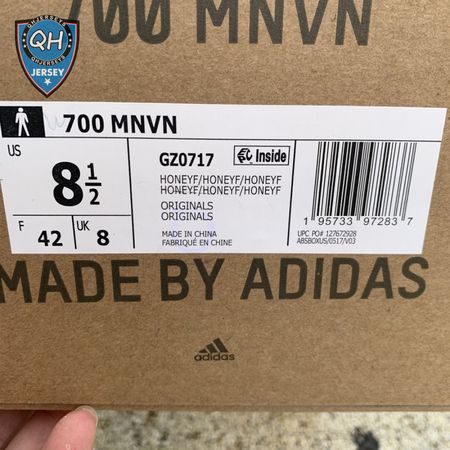 700 MNVN
QH
QHJERSEYS
JERSEY
700 MNVN
US
8 1/2
F
42
UK
8
GZ0717
Inside
HONEYF/HONEYF/HONEYF
HONEYF/HONEYF/HONEYF
ORIGINALS
ORIGINALS
MADE IN CHINA
FABRIQUÉ EN CHINE
1 95733 97283 7
UPC PO# 127672928
ABSBOXUS/0517/V03
MADE BY ADIDAS
adidas